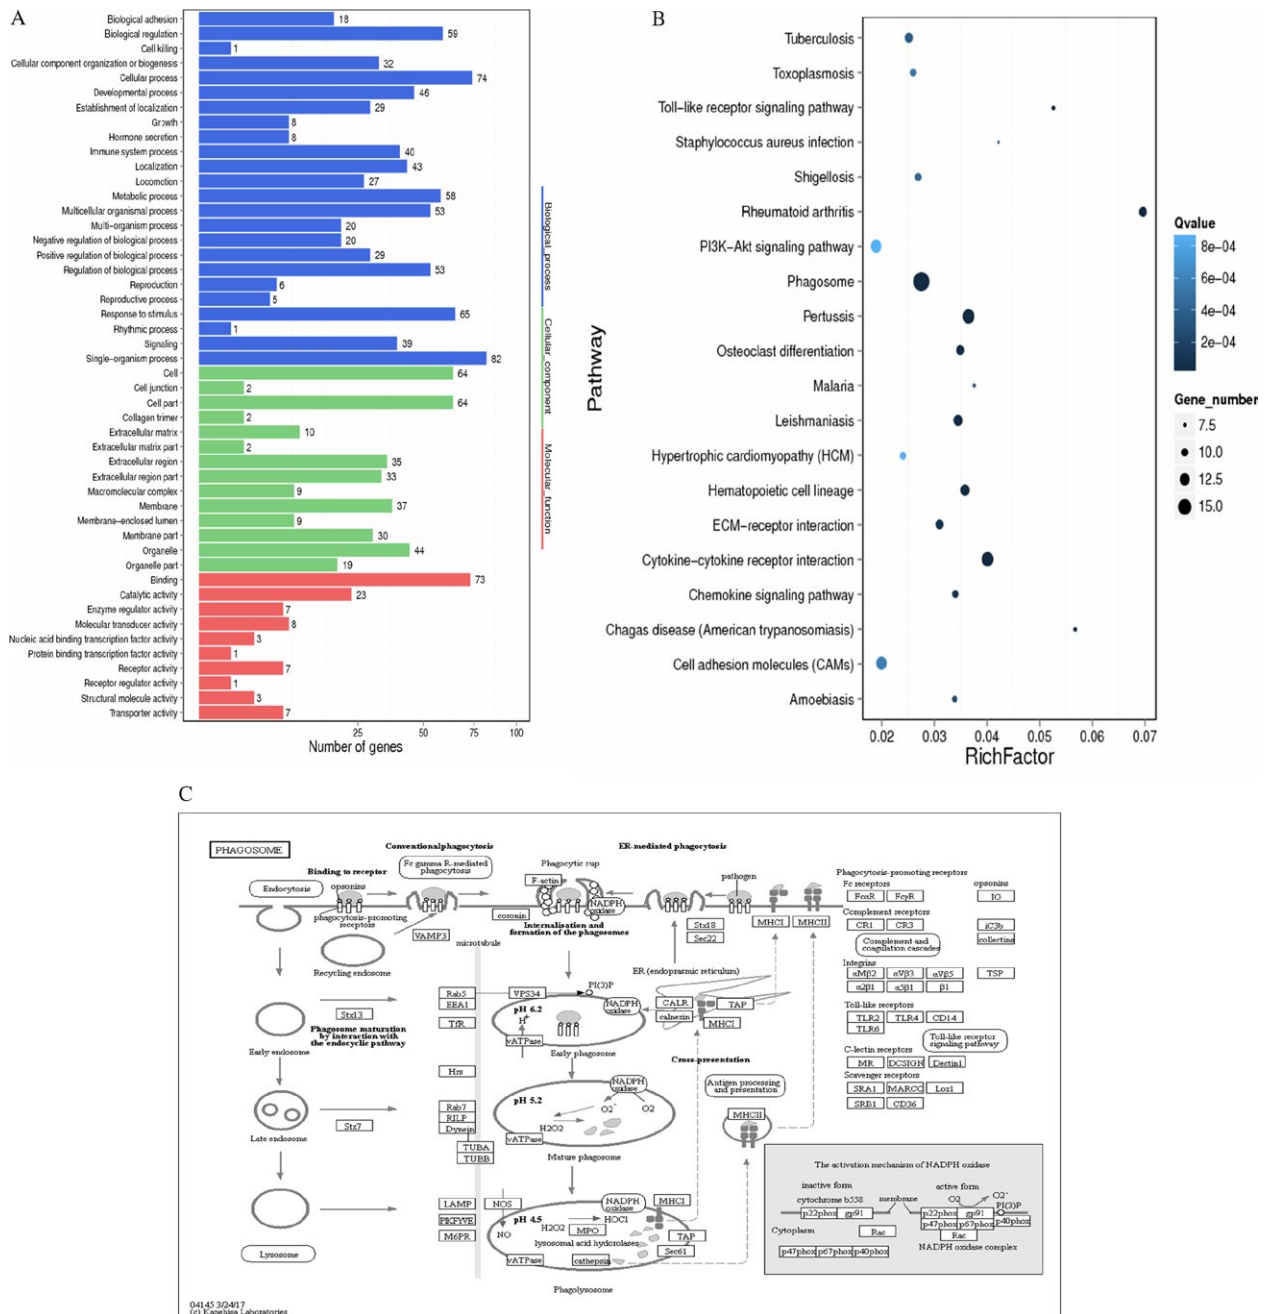 A
Biological adhesion 18
Biological regulation 59
Cell killing 1
Cellular component organization or biogenesis 32
Cellular process 74
Developmental process 46
Establishment of localization 29
Growth 8
Hormone secretion 8
Immune system process 40
Localization 43
Locomotion 27
Metabolic process 58
Multicellular organismal process 53
Multi-organism process 20
Negative regulation of biological process 20
Positive regulation of biological process 29
Regulation of biological process 53
Reproduction 6
Reproductive process 5
Response to stimulus 65
Rhythmic process 1
Signaling 39
Single-organism process 82
Cell 64
Cell junction 2
Cell part 64
Collagen trimer 2
Extracellular matrix 10
Extracellular matrix part 2
Extracellular region 35
Extracellular region part 33
Macromolecular complex 9
Membrane 37
Membrane-enclosed lumen 9
Membrane part 30
Organelle 44
Organelle part 19
Binding 73
Catalytic activity 23
Enzyme regulator activity 7
Molecular transducer activity 8
Nucleic acid binding transcription factor activity 3
Protein binding transcription factor activity 1
Receptor activity 7
Receptor regulator activity 1
Structural molecule activity 3
Transporter activity 7
25 50 75 100
Number of genes
Biological_process
Cellular_component
Molecular_function
B
Pathway
Tuberculosis
Toxoplasmosis
Toll-like receptor signaling pathway
Staphylococcus aureus infection
Shigellosis
Rheumatoid arthritis
PI3K-Akt signaling pathway
Phagosome
Pertussis
Osteoclast differentiation
Malaria
Leishmaniasis
Hypertrophic cardiomyopathy (HCM)
Hematopoietic cell lineage
ECM-receptor interaction
Cytokine-cytokine receptor interaction
Chemokine signaling pathway
Chagas disease (American trypanosomiasis)
Cell adhesion molecules (CAMs)
Amoebiasis
0.02 0.03 0.04 0.05 0.06 0.07
RichFactor
Qvalue
8e-04
6e-04
4e-04
2e-04
Gene_number
7.5
10.0
12.5
15.0
C
PHAGOSOME
Conventionalphagocytosis
ER-mediated phagocytosis
Binding to receptor
Fc gamma R-mediated
phagocytosis
Phagocytic cup
Endocytosis
opsonins
F-actin
pathogen
NADPH
oxidase
phagocytosis-promoting
receptors
coronin
Internalisation and
formation of the phagosomes
VAMP3
microtubule
Stx18
Sec22
MHCI
MHCII
Recycling endosome
ER (endoprasmic reticulum)
Rab5
EEA1
VPS34
PI(3)P
TfR
Stx13
Phagosome maturation
by interaction with
the endocyclic pathway
pH 6.2
H+
NADPH
oxidase
vATPase
CALR
calnexin
TAP
MHCI
Early endosome
Early phagosome
Cross-presentation
Hrs
NADPH
oxidase
pH 5.2
O2-
O2
H2O2
vATPase
Antigen processing
and presentation
MHCII
Rab7
RILP
Dynein
Stx7
TUBA
TUBB
Late endosome
Mature phagosome
LAMP
PIKFYVE
M6PR
NOS
NO
pH 4.5
NADPH
oxidase
MHCI
HOCl
H2O2
MPO
lysosomal acid hydrolases
TAP
Sec61
vATPase
cathepsin
Lysosome
Phagolysosome
Phagocytosis-promoting receptors
Fc receptors
opsonins
FcαR FcγR IG
Complement receptors
CR1 CR3 iC3b
collectins
Complement and
coagulation cascades
Integrins
αMβ2 αVβ3 αVβ5 TSP
α2β1 α5β1 β1
Toll-like receptors
TLR2 TLR4 CD14
TLR6
Toll-like receptor
signaling pathway
C-lectin receptors
MR DCSIGN Dectin1
Scavenger receptors
SRA1 MARCO Lox1
SRB1 CD36
The activation mechanism of NADPH oxidase
inactive form
active form
cytochrome b558
membrane
O2
O2-
PI(3)P
p22phox gp91
p22phox gp91
p47phox p67phox p40phox
Cytoplasm
Rac
Rac
NADPH oxidase complex
p47phox p67phox p40phox
04145 3/24/17
(c) Kanehisa Laboratories